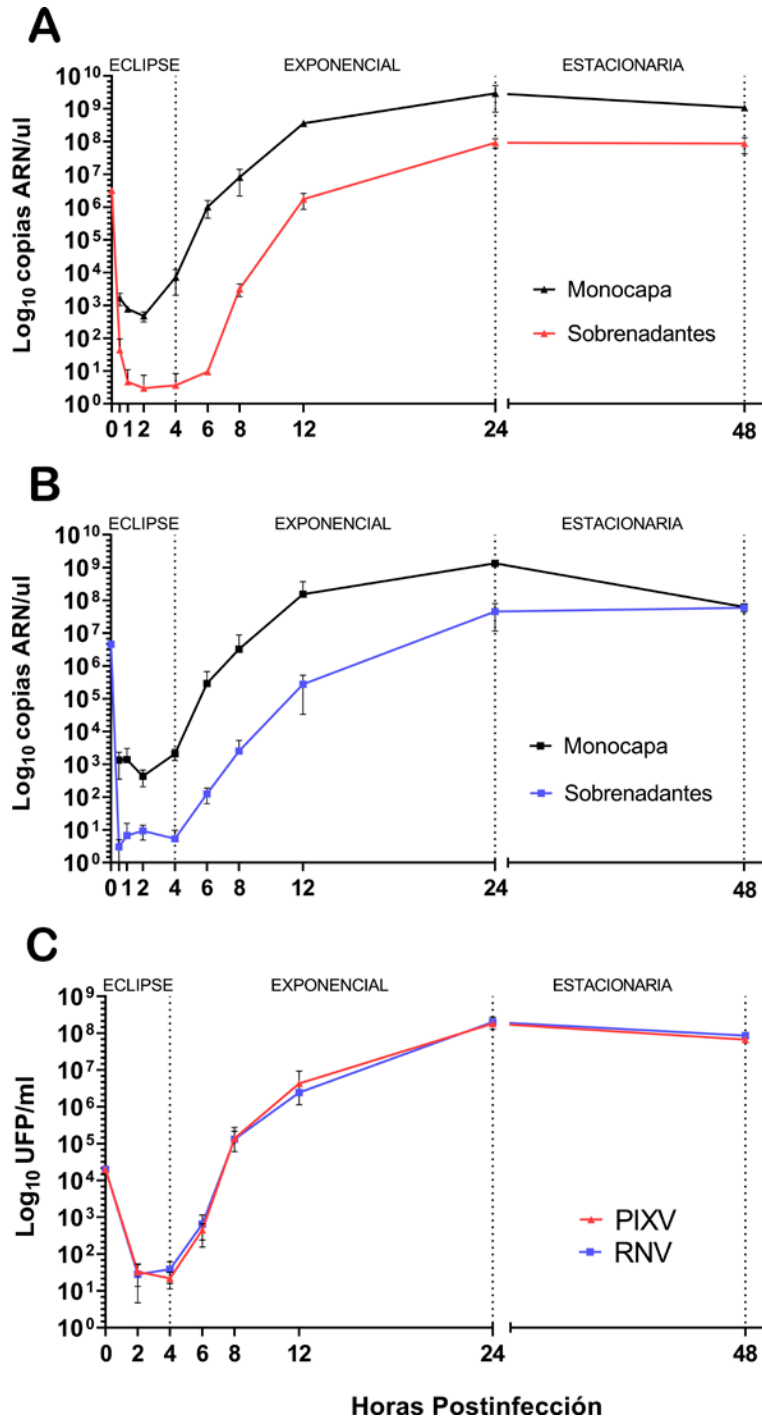 A
ECLIPSE EXPONENCIAL ESTACIONARIA
Log₁₀ copias ARN/ul
10¹⁰
10⁹
10⁸
10⁷
10⁶
10⁵
10⁴
10³
10²
10¹
10⁰
Monocapa
Sobrenadantes
0 1 2 4 6 8 12 24 48
B
ECLIPSE EXPONENCIAL ESTACIONARIA
Log₁₀ copias ARN/ul
10¹⁰
10⁹
10⁸
10⁷
10⁶
10⁵
10⁴
10³
10²
10¹
10⁰
Monocapa
Sobrenadantes
0 1 2 4 6 8 12 24 48
C
ECLIPSE EXPONENCIAL ESTACIONARIA
Log₁₀ UFP/ml
10⁹
10⁸
10⁷
10⁶
10⁵
10⁴
10³
10²
10¹
10⁰
PIXV
RNV
0 2 4 6 8 12 24 48
Horas Postinfección